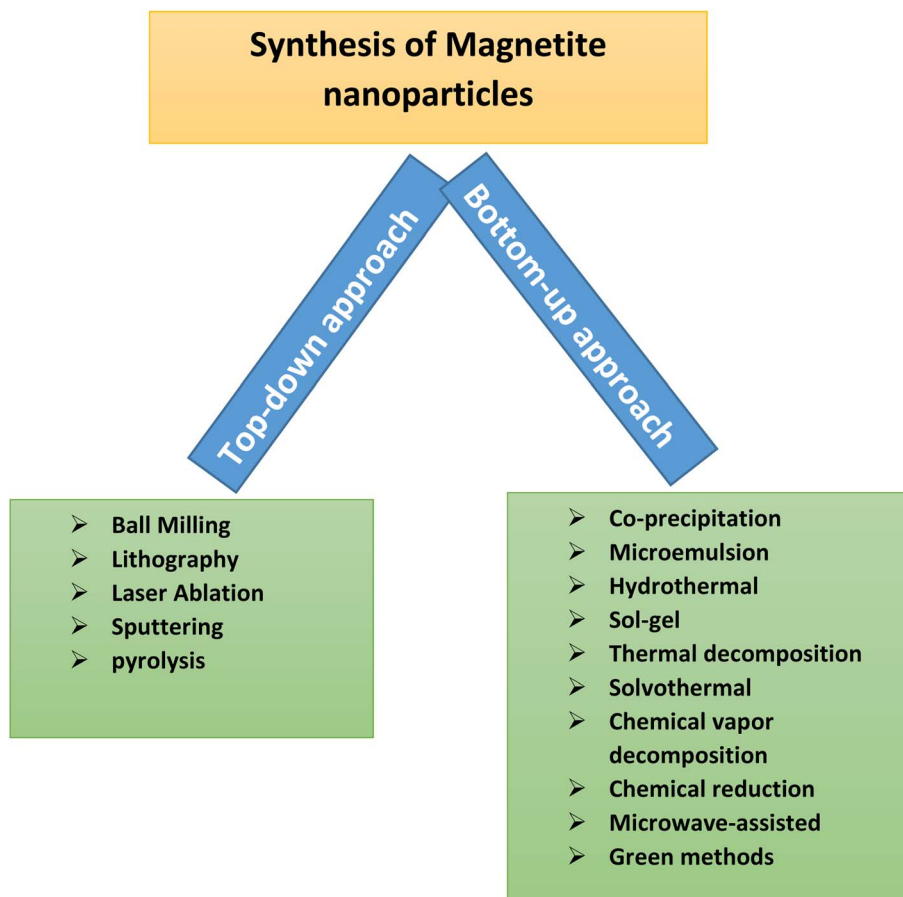 Synthesis of Magnetite
nanoparticles
Top-down approach
Bottom-up approach
➢ Ball Milling
➢ Lithography
➢ Laser Ablation
➢ Sputtering
➢ pyrolysis
➢ Co-precipitation
➢ Microemulsion
➢ Hydrothermal
➢ Sol-gel
➢ Thermal decomposition
➢ Solvothermal
➢ Chemical vapor
decomposition
➢ Chemical reduction
➢ Microwave-assisted
➢ Green methods